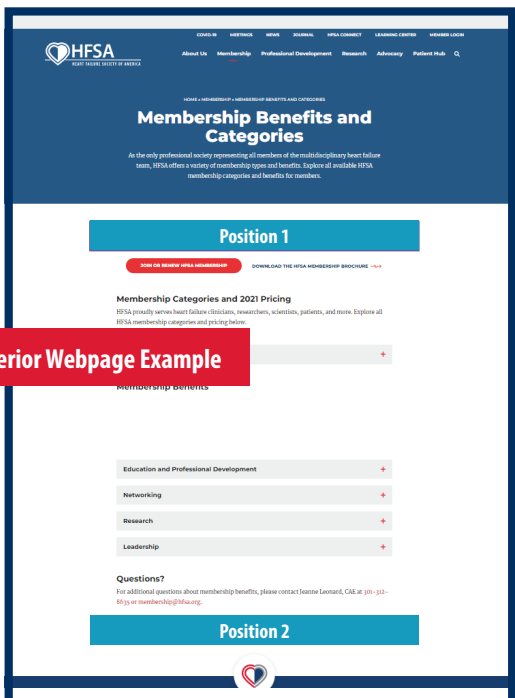 COVID-19 MEETINGS NEWS JOURNAL HFSA CONNECT LEARNING CENTER MEMBER LOGIN
HFSA
HEART FAILURE SOCIETY OF AMERICA
About Us Membership Professional Development Research Advocacy Patient Hub
HOME » MEMBERSHIP » MEMBERSHIP BENEFITS AND CATEGORIES
Membership Benefits and
Categories
As the only professional society representing all members of the multidisciplinary heart failure
team, HFSA offers a variety of membership types and benefits. Explore all available HFSA
membership categories and benefits for members.
Position 1
JOIN OR RENEW HFSA MEMBERSHIP DOWNLOAD THE HFSA MEMBERSHIP BROCHURE
Membership Categories and 2021 Pricing
HFSA proudly serves heart failure clinicians, researchers, scientists, patients, and more. Explore all
HFSA membership categories and pricing below.
+
erior Webpage Example
Membership Benefits
Education and Professional Development +
Networking +
Research +
Leadership +
Questions?
For additional questions about membership benefits, please contact Jeanne Leonard, CAE at 301-312-
8635 or membership@hfsa.org.
Position 2